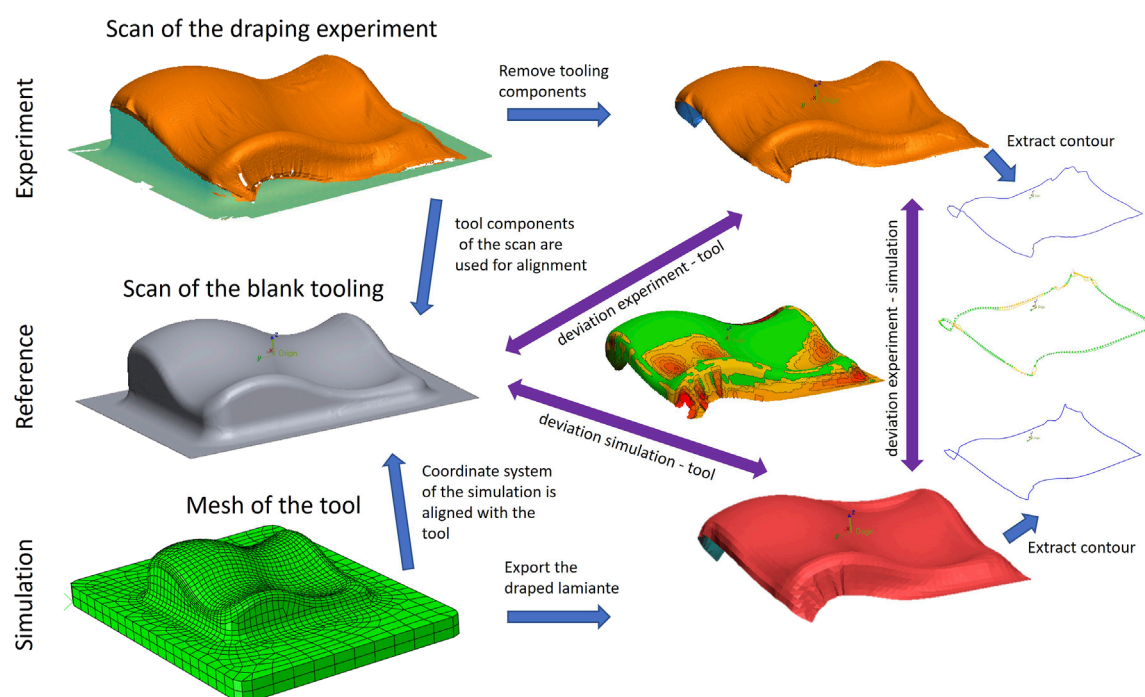 Scan of the draping experiment
Experiment
Remove tooling
components
Extract contour
tool components
of the scan are
used for alignment
Scan of the blank tooling
Reference
Origin
deviation experiment - tool
deviation simulation - tool
deviation experiment - simulation
Coordinate system
of the simulation is
aligned with the
tool
Mesh of the tool
Simulation
Export the
draped lamiante
Origin
Extract contour